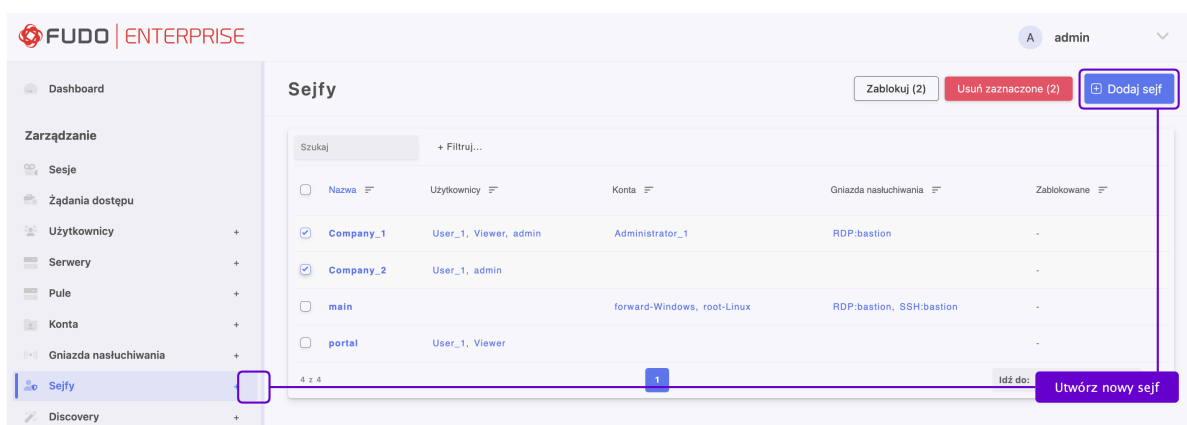 FUDO ENTERPRISE
A admin
Dashboard
Sejfy
Zablokuj (2) Usuń zaznaczone (2) Dodaj sejf
Zarządzanie
Szukaj + Filtruj...
Sesje
Nazwa Użytkownicy Konta Gniazda nasłuchiwania Zablokowane
Żądania dostępu
Użytkownicy +
Company_1 User_1, Viewer, admin Administrator_1 RDP:bastion -
Serwery +
Company_2 User_1, admin -
Pule +
main forward-Windows, root-Linux RDP:bastion, SSH:bastion -
Konta +
portal User_1, Viewer -
Gniazda nasłuchiwania +
4 z 4 1 Idź do:
Sejfy +
Utwórz nowy sejf
Discovery +